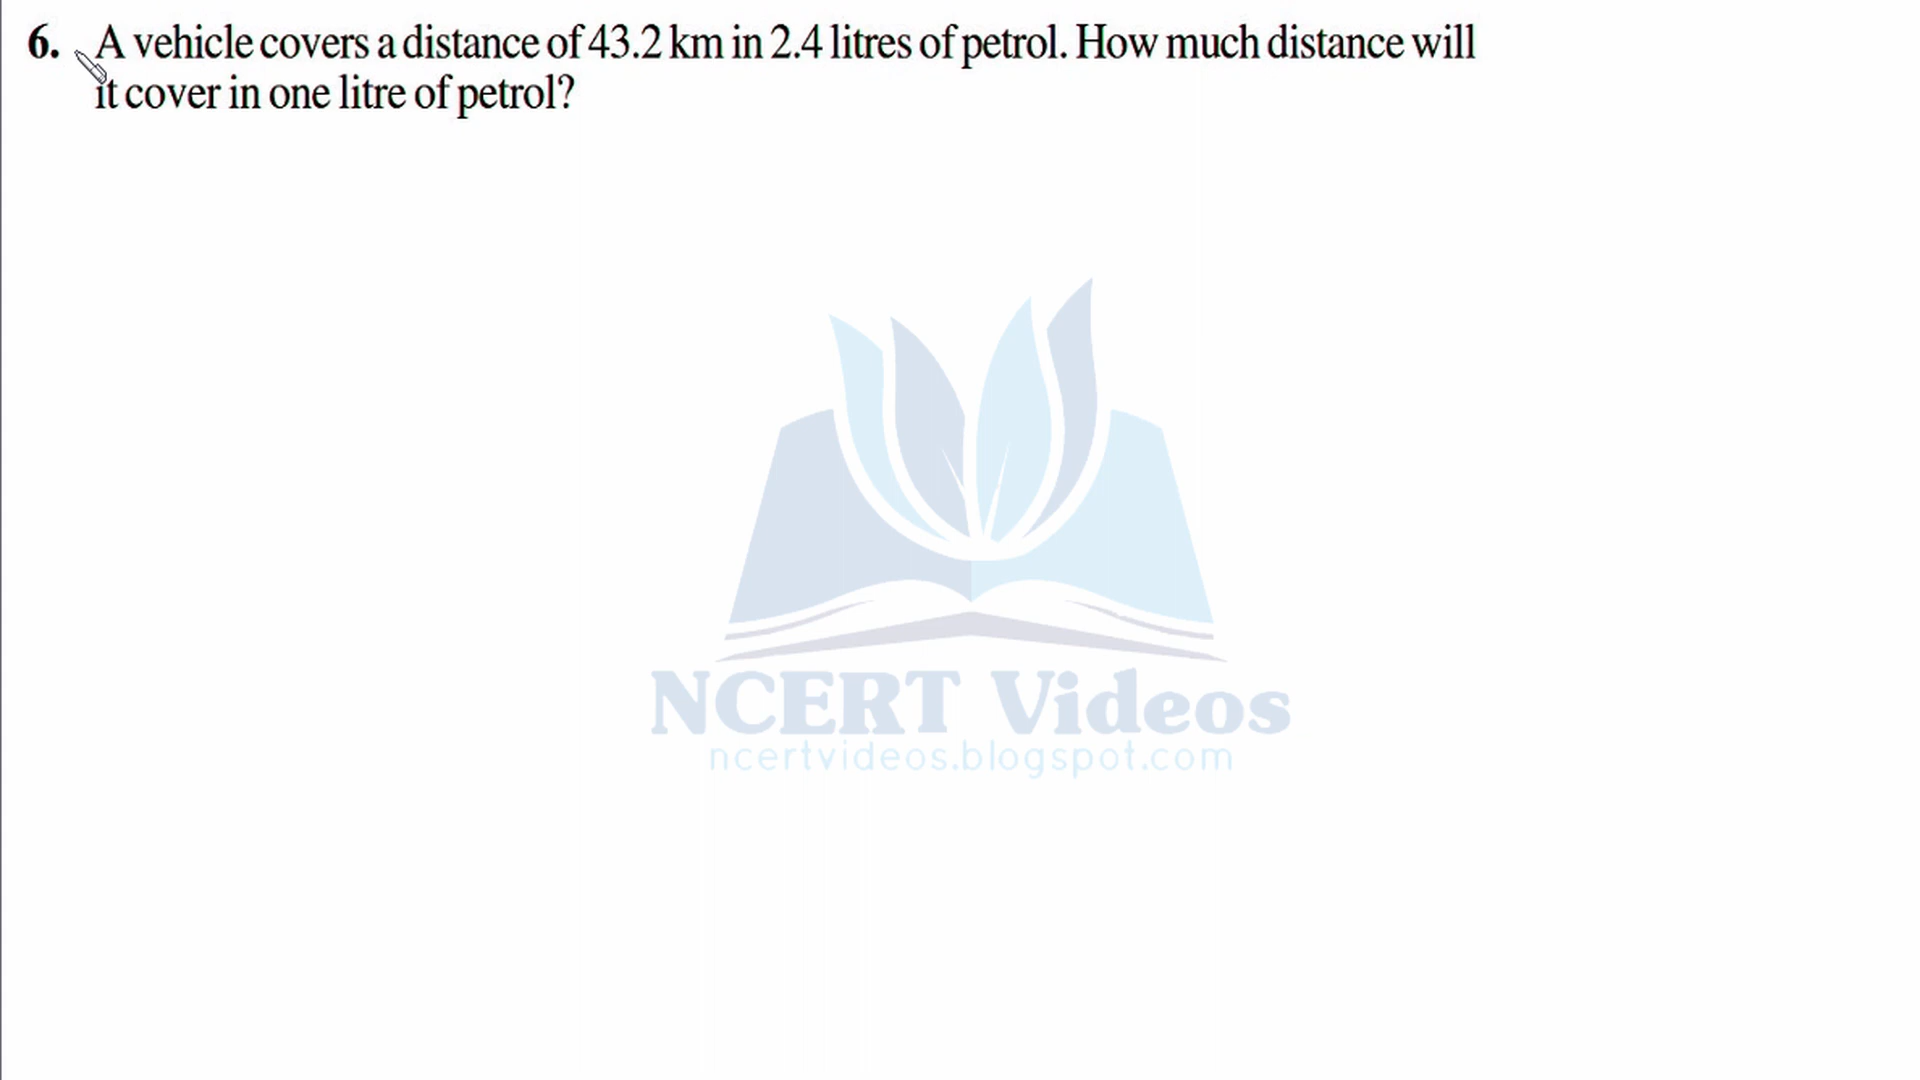 6. A vehicle covers a distance of 43.2 km in 2.4 litres of petrol. How much distance will
it cover in one litre of petrol?
NCERT Videos
ncertvideos.blogspot.com